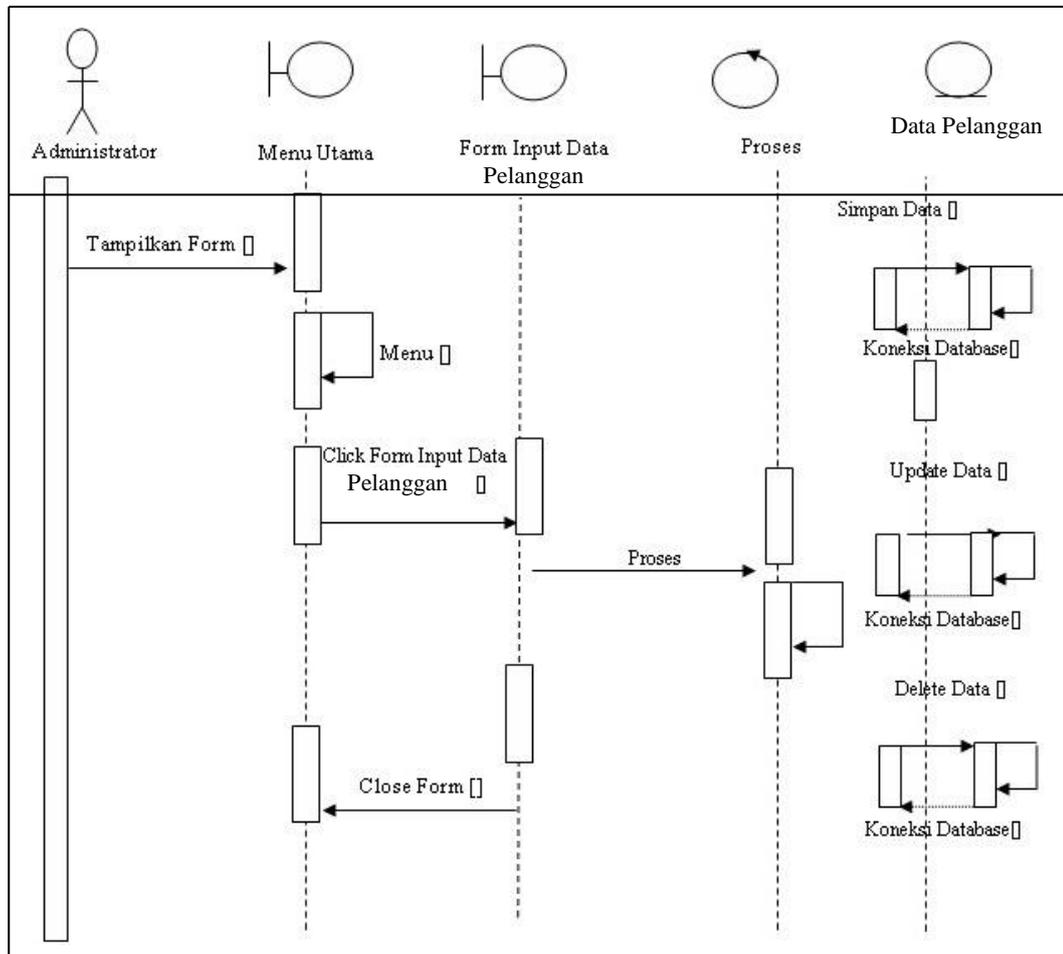 Administrator
Menu Utama
Form Input Data
Pelanggan
Proses
Data Pelanggan
Simpan Data []
Tampilkan Form []
Koneksi Database[]
Menu []
Click Form Input Data
Pelanggan []
Update Data []
Proses
Koneksi Database[]
Delete Data []
Close Form []
Koneksi Database[]